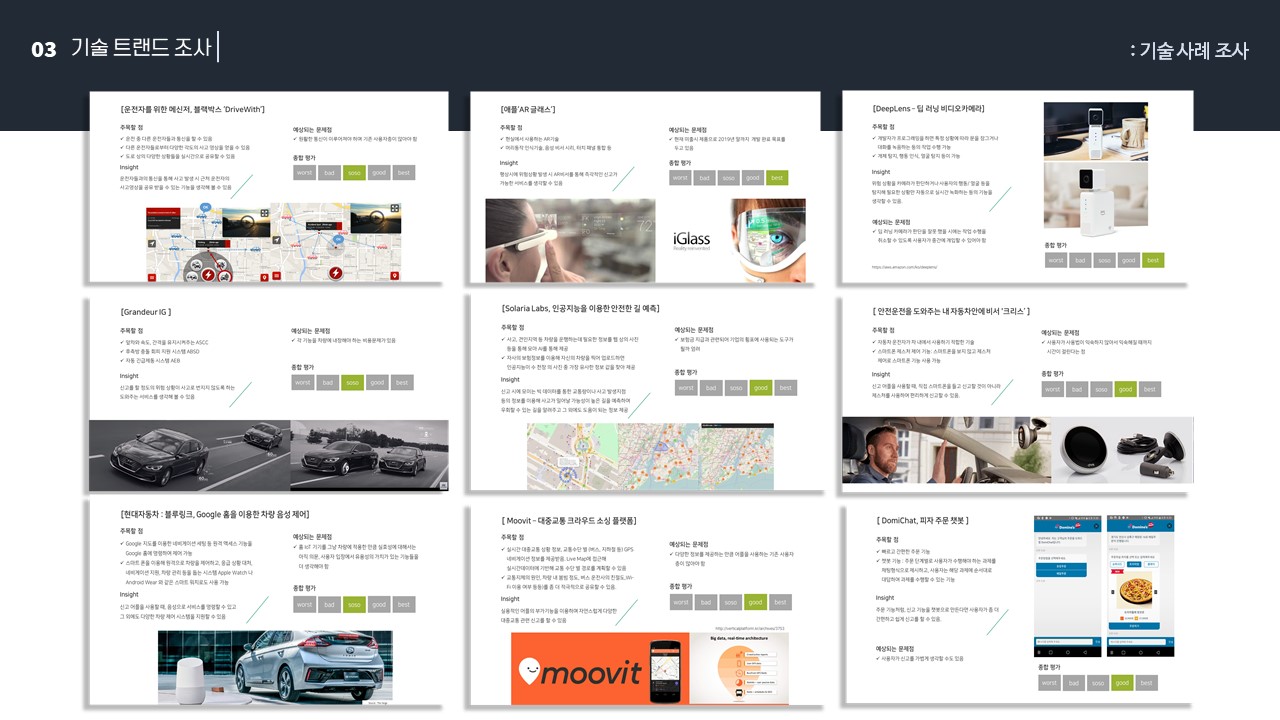 03 기술 트랜드 조사
: 기술 사례 조사
[운전자를 위한 메신저, 블랙박스 'DriveWith']
주목할 점
✓ 운전 중 다른 운전자들과 통신을 할 수 있음
✓ 다른 운전자들로부터 다양한 각도의 사고 영상을 얻을 수 있음
✓ 도로 상의 다양한 상황들을 실시간으로 공유할 수 있음
Insight
운전자들과의 통신을 통해 사고 발생 시 근처 운전자의
사고영상을 공유 받을 수 있는 기능을 생각해 볼 수 있음
예상되는 문제점
✓ 원활한 통신이 이루어져야 하며 기존 사용자층이 많아야 함
종합 평가
worst bad soso good best
[애플'AR 글래스']
주목할 점
✓ 현실에서 사용하는 AR기술
✓ 머리동작 인식기술, 음성 비서 시리, 터치 패널 통합 등
Insight
행상시에 위험상황 발생 시 AR비서를 통해 즉각적인 신고가
가능한 서비스를 생각할 수 있음
예상되는 문제점
✓ 현재 미출시 제품으로 2019년 말까지 개발 완료 목표를
두고 있음
종합 평가
worst bad soso good best
iGlass
Reality reinvented
[DeepLens – 딥 러닝 비디오카메라]
주목할 점
✓ 개발자가 프로그래밍을 하면 특정 상황에 따라 문을 잠그거나
대화를 녹음하는 등의 작업 수행 가능
✓ 개체 탐지, 행동 인식, 얼굴 탐지 등이 가능
Insight
위험 상황을 카메라가 판단하거나 사용자의 행동/ 얼굴 등을
탐지해 필요한 상황만 자동으로 실시간 녹화하는 등의 기능을
생각할 수 있음.
예상되는 문제점
✓ 딥 러닝 카메라가 판단을 잘못 했을 시에는 작업 수행을
취소할 수 있도록 사용자가 중간에 개입할 수 있어야 함
종합 평가
worst bad soso good best
[Grandeur IG ]
주목할 점
✓ 앞차와 속도, 간격을 유지시켜주는 ASCC
✓ 후측방 충돌 회피 지원 시스템 ABSD
✓ 자동 긴급제동 시스템 AEB
Insight
신고를 할 정도의 위험 상황이 사고로 번지지 않도록 하는
도와주는 서비스를 생각해 볼 수 있음
예상되는 문제점
✓ 각 기능을 차량에 내장해야 하는 비용문제가 있음
종합 평가
worst bad soso good best
[Solaria Labs, 인공지능을 이용한 안전한 길 예측]
주목할 점
✓ 사고, 견인지역 등 차량을 운행하는데 필요한 정보를 웹 상의 사진
등을 통해 모아 AI를 통해 제공
✓ 자사의 보험정보를 이용해 자신의 차량을 찍어 업로드하면
인공지능이 수 천장 의 사진 중 가장 유사한 정보 값을 찾아 제공
Insight
신고 시에 모이는 빅 데이터를 통한 교통량이나 사고 발생지점
등의 정보를 이용해 사고가 일어날 가능성이 높은 길을 예측하여
우회할 수 있는 길을 알려주고 그 외에도 도움이 되는 정보 제공
예상되는 문제점
✓ 보험금 지급과 관련되어 기업의 횡포에 사용되는 도구가
될까 염려
종합 평가
worst bad soso good best
[ 안전운전을 도와주는 내 자동차안에 비서 '크리스' ]
주목할 점
✓ 자동차 운전자가 차 내에서 사용하기 적합한 기술
✓ 스마트폰 제스처 제어 기능 : 스마트폰을 보지 않고 제스처
제어로 스마트폰 기능 사용 가능
Insight
신고 어플을 사용할 때, 직접 스마트폰을 들고 신고할 것이 아니라
제스처를 사용하여 편리하게 신고할 수 있음.
예상되는 문제점
✓ 사용자가 사용법이 익숙하지 않아서 익숙해질 때까지
시간이 걸린다는 점
종합 평가
worst bad soso good best
[현대자동차 : 블루링크, Google 홈을 이용한 차량 음성 제어]
주목할 점
✓ Google 지도를 이용한 네비게이션 세팅 등 원격 액세스 기능을
Google 홈에 명령하여 제어 가능
✓ 스마트 폰을 이용해 원격으로 차량을 제어하고, 응급 상황 대처,
네비게이션 지원, 차량 관리 등을 돕는 시스템을 Apple Watch 나
Android Wear 와 같은 스마트 워치로도 사용 가능
Insight
신고 어플을 사용할 때, 음성으로 서비스를 명령할 수 있고
그 외에도 다양한 차량 제어 시스템을 지원할 수 있음
예상되는 문제점
✓ 홈 IoT 기기를 그냥 차량에 적용한 만큼 실효성에 대해서는
아직 의문, 사용자 입장에서 유용성의 가치가 있는 기능들을
더 생각해야 함
종합 평가
worst bad soso good best
[ Moovit – 대중교통 크라우드 소싱 플랫폼]
주목할 점
✓ 실시간 대중교통 상황 정보, 교통수단 별 (버스, 지하철 등) GPS
네비게이션 정보를 제공받음. Live Map에 접근해
실시간데이터에 기반해 교통 수단 별 경로를 계획할 수 있음
✓ 교통지체의 원인, 차량 내 붐빔 정도, 버스 운전사의 친절도, Wi-
Fi 이용 여부 등등)를 좀 더 적극적으로 공유할 수 있음.
Insight
실용적인 어플의 부가기능을 이용하여 자연스럽게 다양한
대중교통 관련 신고를 할 수 있음.
예상되는 문제점
✓ 다양한 정보를 제공하는 만큼 어플을 사용하는 기존 사용자
층이 많아야 함
종합 평가
worst bad soso good best
moovit
Big data, real-time architecture
[ DomiChat, 피자 주문 챗봇 ]
주목할 점
✓ 빠르고 간편한 주문 기능
✓ 챗봇 기능 : 주문 단계별로 사용자가 수행해야 하는 과제를
채팅형식으로 제시하고, 사용자는 해당 과제에 순서대로
대답하여 과제를 수행할 수 있는 기능
Insight
주문 기능처럼, 신고 기능을 챗봇으로 만든다면 사용자가 좀 더
간편하고 쉽게 신고를 할 수 있음.
예상되는 문제점
✓ 사용자가 신고를 가볍게 생각할 수도 있음
종합 평가
worst bad soso good best